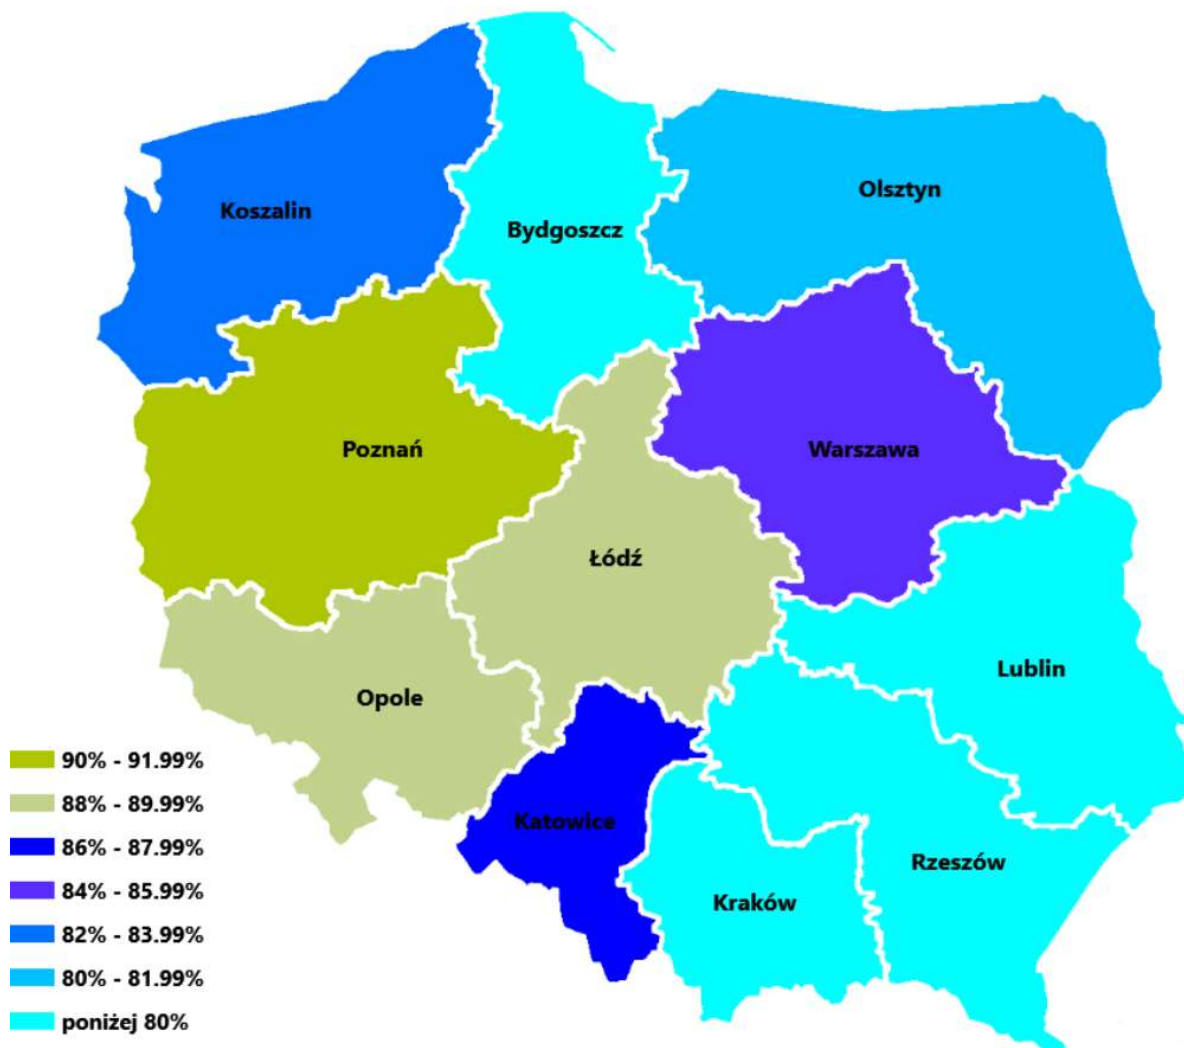 Olsztyn
Koszalin
Bydgoszcz
Poznań
Warszawa
Łódź
Lublin
Opole
90% - 91.99%
88% - 89.99%
86% - 87.99%
84% - 85.99%
82% - 83.99%
80% - 81.99%
poniżej 80%
Katowice
Rzeszów
Kraków